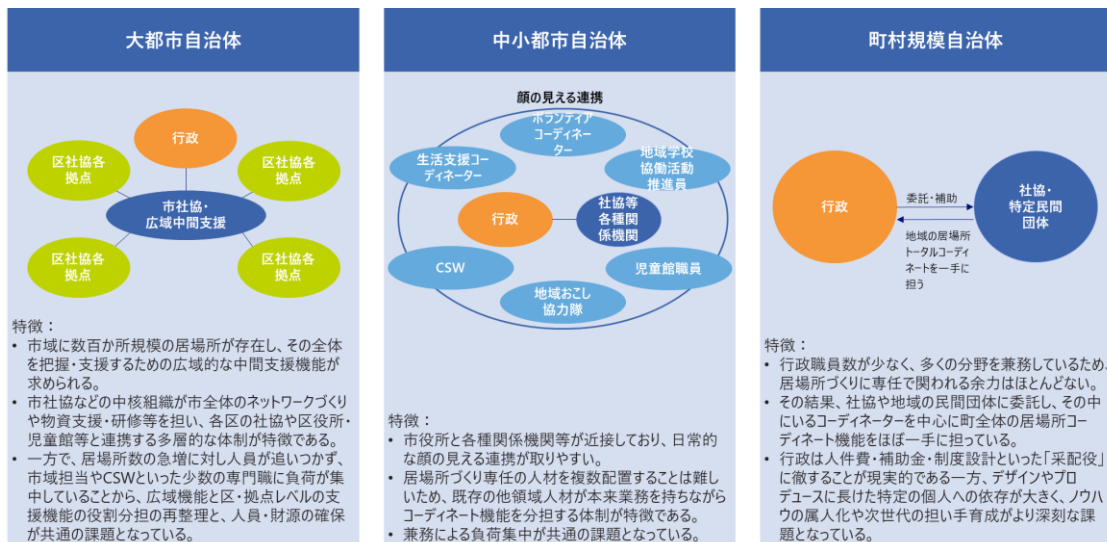 大都市自治体
行政
区社協各
拠点
区社協各
拠点
市社協・
広域中間支援
区社協各
拠点
区社協各
拠点
特徴：
• 市域に数百か所規模の居場所が存在し、その全体
を把握・支援するための広域的な中間支援機能が
求められる。
• 市社協などの中核組織が市全体のネットワークづくり
や物資支援・研修等を担い、各区の社協や区役所・
児童館等と連携する多層的な体制が特徴である。
• 一方で、居場所数の急増に対し人員が追いつかず、
市域担当やCSWといった少数の専門職に負荷が集
中していることから、広域機能と区・拠点レベルの支
援機能の役割分担の再整理と、人員・財源の確保
が共通の課題となっている。
中小都市自治体
顔の見える連携
ボランティア
コーディネー
ター
生活支援コー
ディネーター
地域学校
協働活動
推進員
行政
社協等
各種関
係機関
CSW
児童館職員
地域おこし
協力隊
特徴：
• 市役所と各種関係機関等が近接しており、日常的
な顔の見える連携が取りやすい。
• 居場所づくり専任の人材を複数配置することは難し
いため、既存の他領域人材が本来業務を持ちながら
コーディネート機能を分担する体制が特徴である。
• 兼務による負荷集中が共通の課題となっている。
町村規模自治体
行政
委託・補助
地域の居場所
トータルコーディ
ネートを一手に
担う
社協・
特定民間
団体
特徴：
• 行政職員数が少なく、多くの分野を兼務しているため、
居場所づくりに専任で関われる余力はほとんどない。
• その結果、社協や地域の民間団体に委託し、その中
にいるコーディネーターを中心に町全体の居場所コー
ディネート機能をほぼ一手に担っている。
• 行政は人件費・補助金・制度設計といった「采配役」
に徹することが現実的である一方、デザインやプロ
デュースに長けた特定の個人への依存が大きく、ノウハ
ウの属人化や次世代の担い手育成がより深刻な課
題となっている。